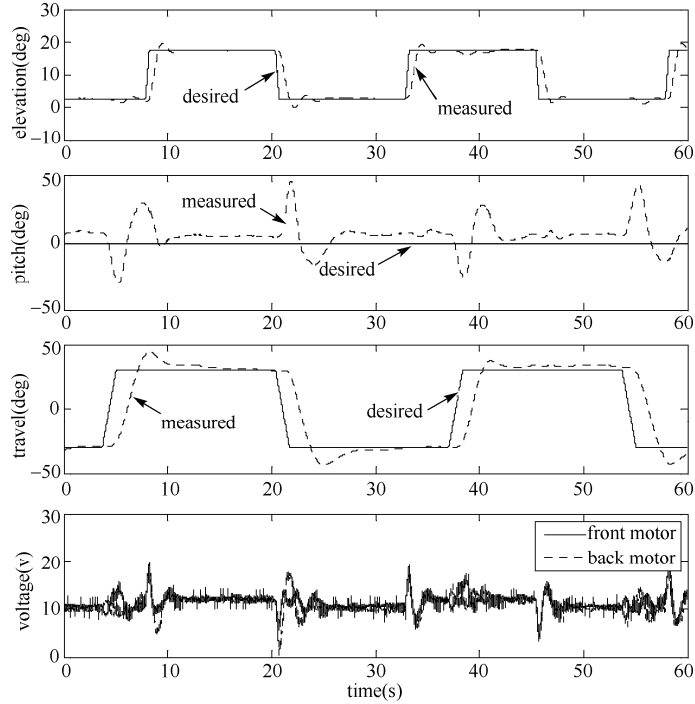 elevation(deg)
30
20
10
0
−10
desired
measured
0 10 20 30 40 50 60
pitch(deg)
50
0
−50
measured
desired
0 10 20 30 40 50 60
travel(deg)
50
0
−50
measured
desired
0 10 20 30 40 50 60
voltage(v)
30
20
10
0
front motor
back motor
0 10 20 30 40 50 60
time(s)